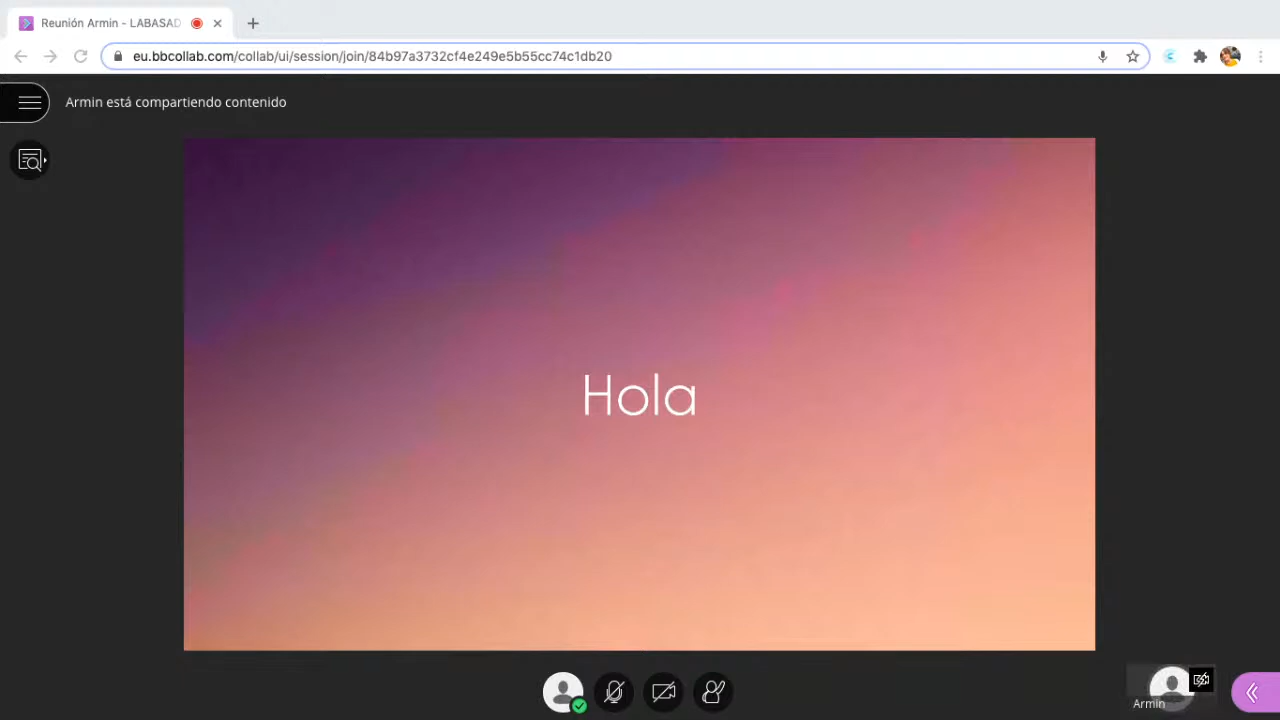 Reunión Armin - LABASAD
eu.bbcollab.com/collab/ui/session/join/84b97a3732cf4e249e5b55cc74c1db20
Armin está compartiendo contenido
Hola
Armin